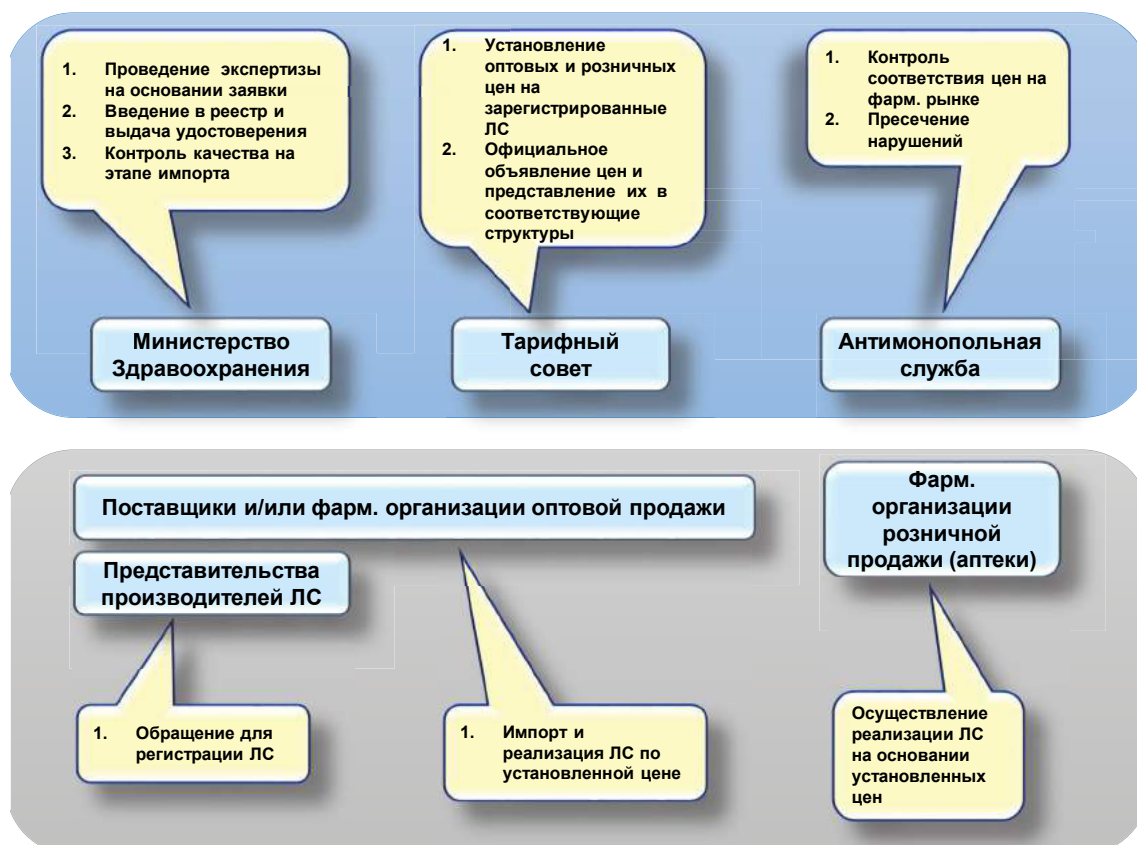 1. Проведение экспертизы
на основании заявки
2. Введение в реестр и
выдача удостоверения
3. Контроль качества на
этапе импорта
1. Установление
оптовых и розничных
цен на
зарегистрированные
ЛС
2. Официальное
объявление цен и
представление их в
соответствующие
структуры
1. Контроль
соответствия цен на
фарм. рынке
2. Пресечение
нарушений
Министерство
Здравоохранения
Тарифный
совет
Антимонопольная
служба
Поставщики и/или фарм. организации оптовой продажи
Представительства
производителей ЛС
Фарм.
организации
розничной
продажи (аптеки)
1. Обращение для
регистрации ЛС
1. Импорт и
реализация ЛС по
установленной цене
Осуществление
реализации ЛС
на основании
установленных
цен